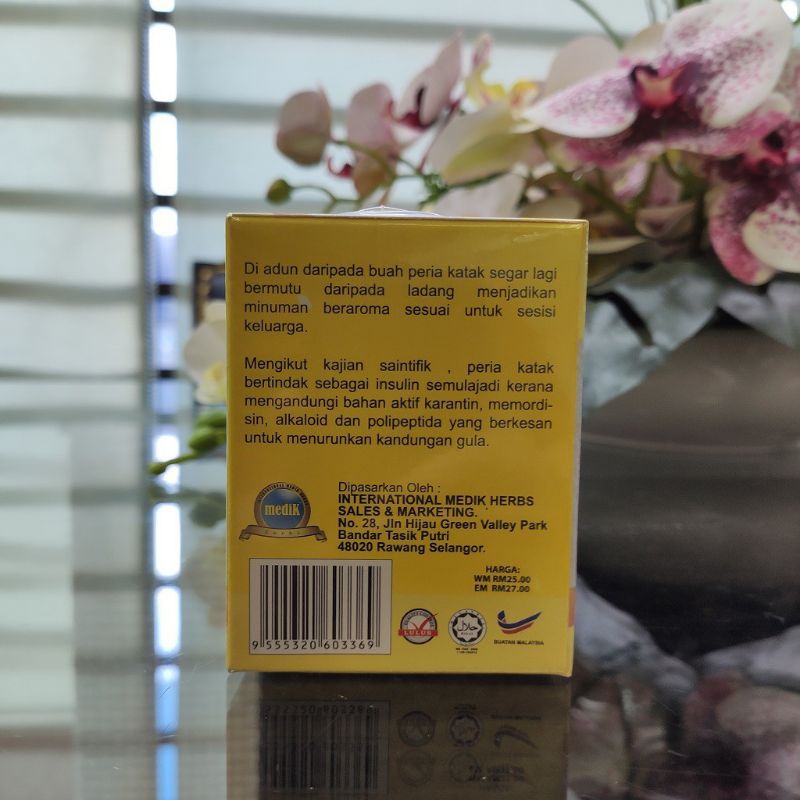 Di adun daripada buah peria katak segar lagi
bermutu daripada ladang menjadikan
minuman beraroma sesuai untuk sesisi
keluarga.
Mengikut kajian saintifik , peria katak
bertindak sebagai insulin semulajadi kerana
mengandungi bahan aktif karantin, memordi-
sin, alkaloid dan polipeptida yang berkesan
untuk menurunkan kandungan gula.
medik
Dipasarkan Oleh :
INTERNATIONAL MEDIK HERBS
SALES & MARKETING.
No. 28, Jln Hijau Green Valley Park
Bandar Tasik Putri
48020 Rawang Selangor.
HARGA:
WM RM25.00
EM RM27.00
9 555320 603369
LULUS
BUATAN MALAYSIA